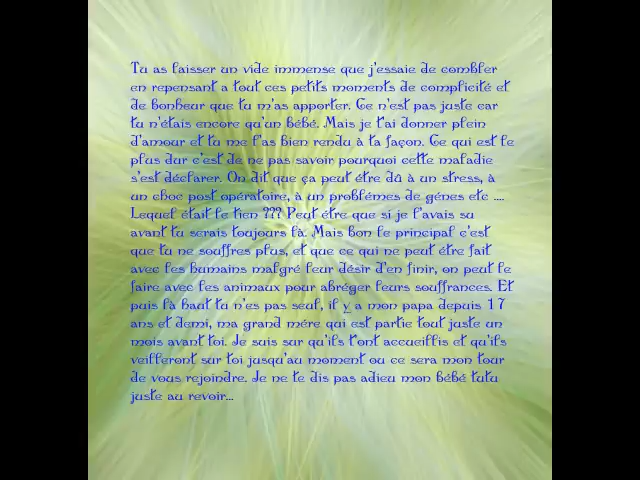 Tu as laisser un vide immense que j'essaie de combler
en repensant a tout ces petits moments de complicité et
de bonheur que tu m'as apporter. Ce n'est pas juste car
tu n'étais encore qu'un bébé. Mais je t'ai donner plein
d'amour et tu me l'as bien rendu à ta façon. Ce qui est le
plus dur c'est de ne pas savoir pourquoi cette maladie
s'est déclarer. On dit que ça peut être dû à un stress, à
un choc post opératoire, à un problémes de génes etc ....
Lequel était le tien ??? Peut étre que si je l'avais su
avant tu serais toujours là. Mais bon le principal c'est
que tu ne souffres plus, et que ce qui ne peut étre fait
avec les humains malgré leur désir d'en finir, on peut le
faire avec les animaux pour abréger leurs souffrances. Et
puis là haut tu n'es pas seul, il y a mon papa depuis 17
ans et demi, ma grand mére qui est partie tout juste un
mois avant toi. Je suis sur qu'ils t'ont accueillis et qu'ils
veilleront sur toi jusqu'au moment ou ce sera mon tour
de vous rejoindre. Je ne te dis pas adieu mon bébé tutu
juste au revoir...